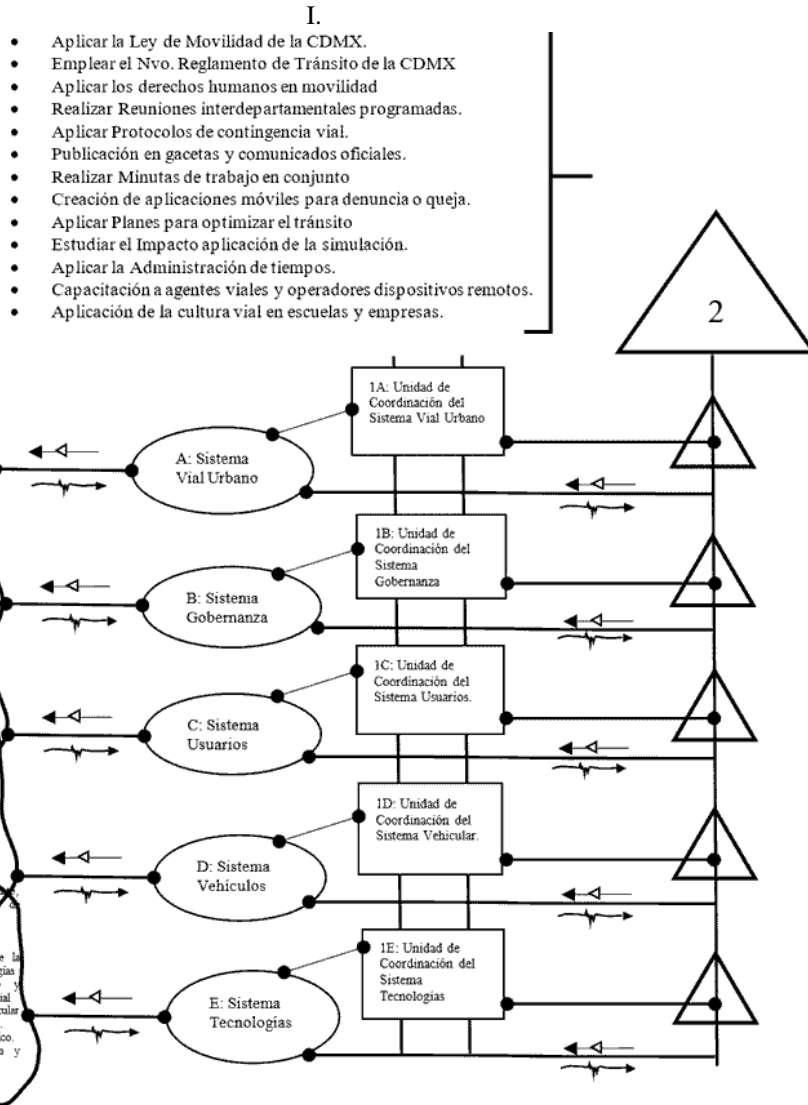 I.
• Aplicar la Ley de Movilidad de la CDMX.
• Emplear el Nvo. Reglamento de Tránsito de la CDMX
• Aplicar los derechos humanos en movilidad
• Realizar Reuniones interdepartamentales programadas.
• Aplicar Protocolos de contingencia vial.
• Publicación en gacetas y comunicados oficiales.
• Realizar Minutas de trabajo en conjunto
• Creación de aplicaciones móviles para denuncia o queja.
• Aplicar Planes para optimizar el tránsito
• Estudiar el Impacto aplicación de la simulación.
• Aplicar la Administración de tiempos.
• Capacitación a agentes viales y operadores dispositivos remotos.
• Aplicación de la cultura vial en escuelas y empresas.
2
1A: Unidad de
Coordinación del
Sistema Vial Urbano
A: Sistema
Vial Urbano
1B: Unidad de
Coordinación del
Sistema
Gobernanza
B: Sistema
Gobernanza
1C: Unidad de
Coordinación del
Sistema Usuarios.
C: Sistema
Usuarios
1D: Unidad de
Coordinación del
Sistema Vehicular.
D: Sistema
Vehículos
1E: Unidad de
Coordinación del
Sistema
Tecnologías
E: Sistema
Tecnologías
la
y
y